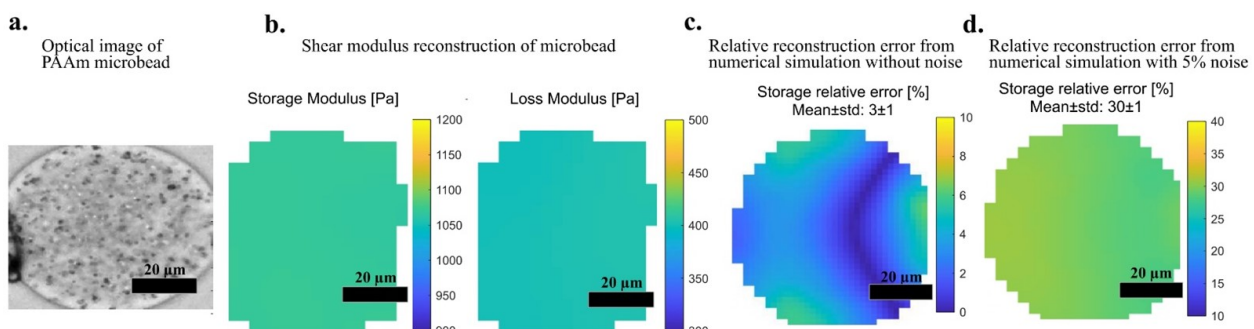 a.
Optical image of
PAAm microbead
20 µm
b.
Shear modulus reconstruction of microbead
Storage Modulus [Pa]
1200
1150
1100
1050
1000
950
20 µm
Loss Modulus [Pa]
500
450
400
350
20 µm
c.
Relative reconstruction error from
numerical simulation without noise
Storage relative error [%]
Mean±std: 3±1
10
8
6
4
2
0
20 µm
d.
Relative reconstruction error from
numerical simulation with 5% noise
Storage relative error [%]
Mean±std: 30±1
40
35
30
25
20
15
10
20 µm